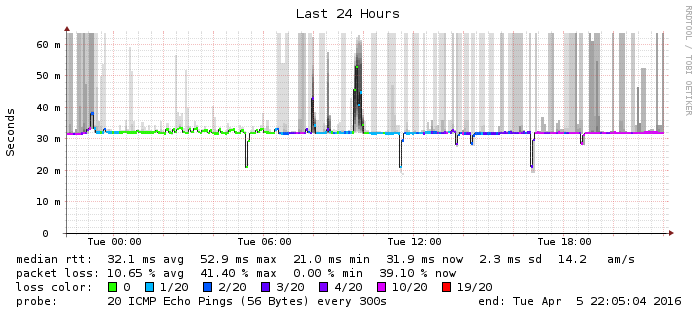 Last 24 Hours
RRDTOOL / TOBI OETIKER
Seconds
60 m
50 m
40 m
30 m
20 m
10 m
0
Tue 00:00 Tue 06:00 Tue 12:00 Tue 18:00
median rtt: 32.1 ms avg 52.9 ms max 21.0 ms min 31.9 ms now 2.3 ms sd 14.2 am/s
packet loss: 10.65 % avg 41.40 % max 0.00 % min 39.10 % now
loss color: 0 1/20 2/20 3/20 4/20 10/20 19/20
probe: 20 ICMP Echo Pings (56 Bytes) every 300s end: Tue Apr 5 22:05:04 2016